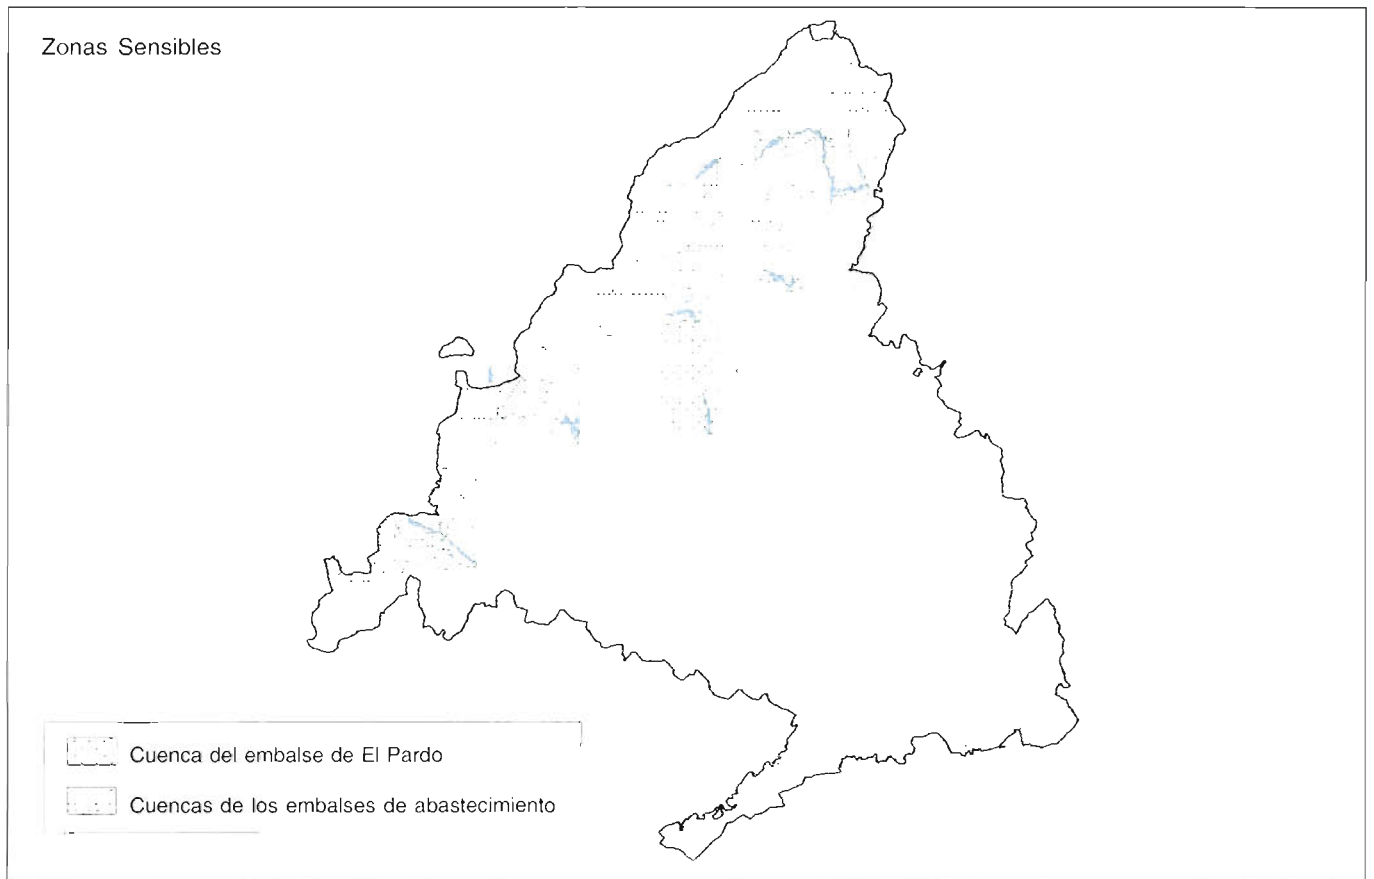 Zonas Sensibles
Cuenca del embalse de El Pardo
Cuencas de los embalses de abastecimiento